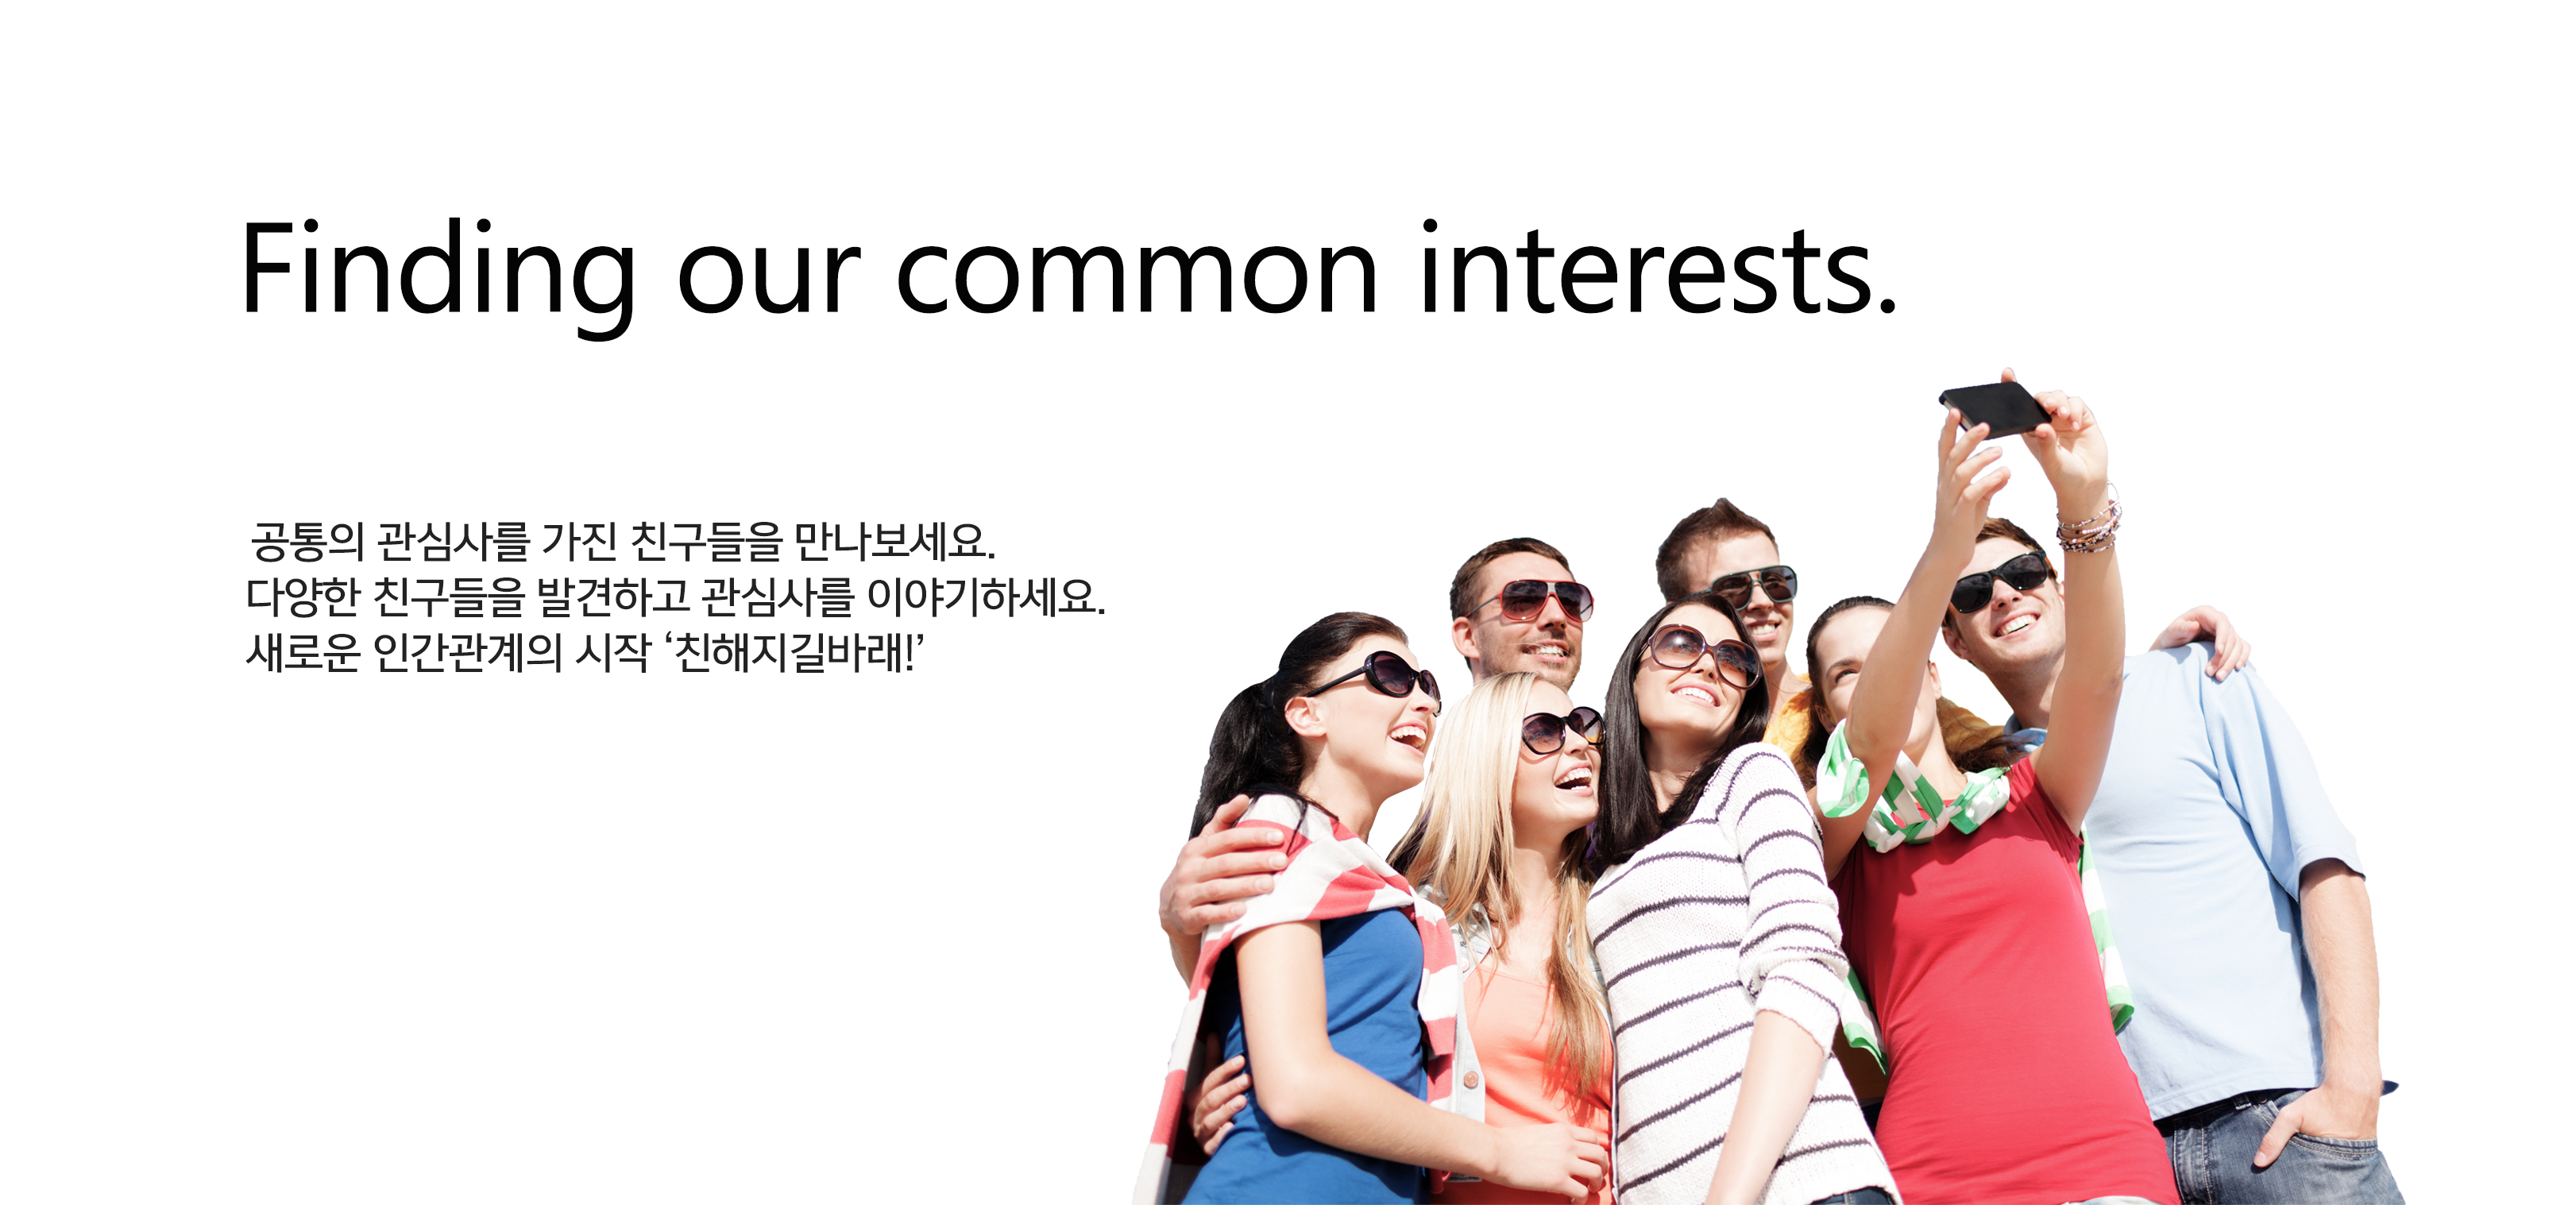 Finding our common interests.
공통의 관심사를 가진 친구들을 만나보세요.
다양한 친구들을 발견하고 관심사를 이야기하세요.
새로운 인간관계의 시작 ‘친해지길바래!’